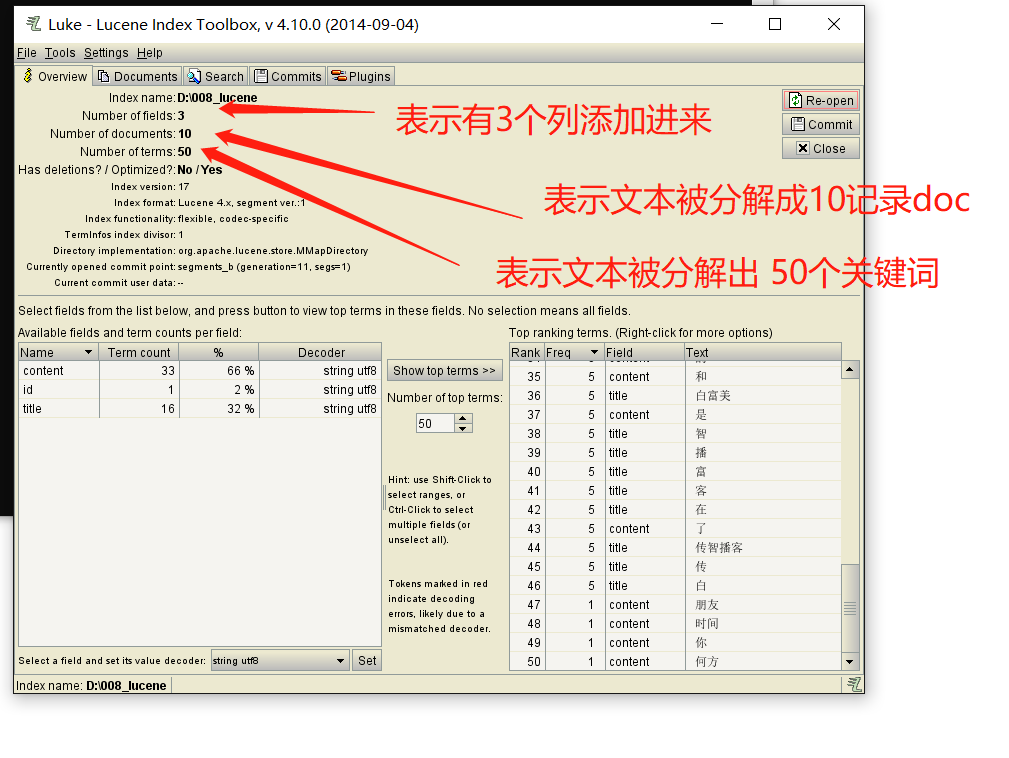 Luke - Lucene Index Toolbox, v 4.10.0 (2014-09-04)
File Tools Settings Help
Overview Documents Search Commits Plugins
Index name: D:\008_lucene
Re-open
Number of fields: 3
表示有3个列添加进来
Commit
Number of documents: 10
Number of terms: 50
Close
Has deletions? / Optimized?: No / Yes
Index version: 17
表示文本被分解成10记录doc
Index format: Lucene 4.x, segment ver.:1
Index functionality: flexible, codec-specific
TermInfos index divisor: 1
Directory implementation: org.apache.lucene.store.MMapDirectory
Currently opened commit point: segments_b (generation=11, segs=1)
表示文本被分解出 50个关键词
Current commit user data: --
Select fields from the list below, and press button to view top terms in these fields. No selection means all fields.
Available fields and term counts per field:
Name Term count % Decoder
content 33 66 % string utf8
id 1 2 % string utf8
title 16 32 % string utf8
Show top terms >>
Number of top terms:
50
Hint: use Shift-Click to
select ranges, or
Ctrl-Click to select
multiple fields (or
unselect all).
Tokens marked in red
indicate decoding
errors, likely due to a
mismatched decoder.
Top ranking terms. (Right-click for more options)
Rank Freq Field Text
35 5 content 和
36 5 title 白富美
37 5 content 是
38 5 title 智
39 5 title 播
40 5 title 富
41 5 title 客
42 5 title 在
43 5 content 了
44 5 title 传智播客
45 5 title 传
46 5 title 白
47 1 content 朋友
48 1 content 时间
49 1 content 你
50 1 content 何方
Select a field and set its value decoder: string utf8 Set
Index name: D:\008_lucene